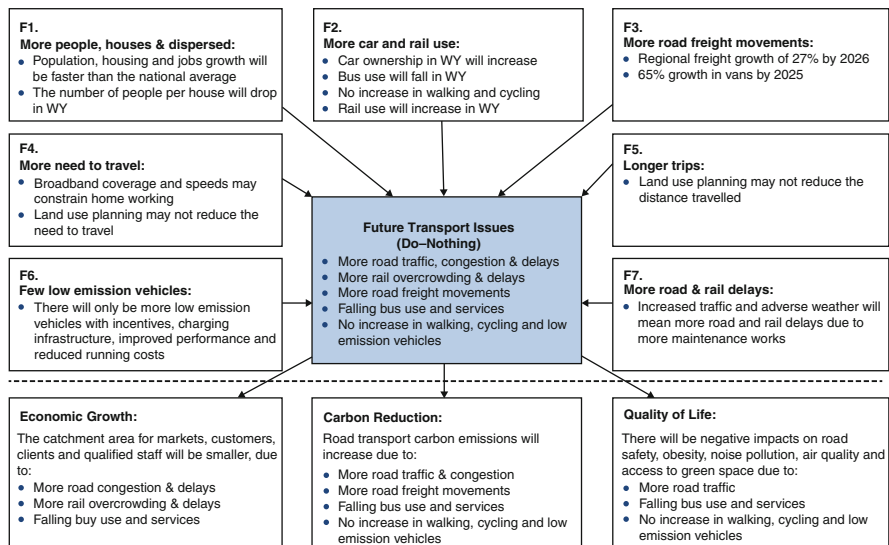 F1.
More people, houses & dispersed:
• Population, housing and jobs growth will
be faster than the national average
• The number of people per house will drop
in WY
F2.
More car and rail use:
• Car ownership in WY will increase
• Bus use will fall in WY
• No increase in walking and cycling
• Rail use will increase in WY
F3.
More road freight movements:
• Regional freight growth of 27% by 2026
• 65% growth in vans by 2025
F4.
More need to travel:
• Broadband coverage and speeds may
constrain home working
• Land use planning may not reduce the
need to travel
F5.
Longer trips:
• Land use planning may not reduce the
distance travelled
Future Transport Issues
(Do–Nothing)
• More road traffic, congestion & delays
• More rail overcrowding & delays
• More road freight movements
• Falling bus use and services
• No increase in walking, cycling and low
emission vehicles
F6.
Few low emission vehicles:
• There will only be more low emission
vehicles with incentives, charging
infrastructure, improved performance and
reduced running costs
F7.
More road & rail delays:
• Increased traffic and adverse weather will
mean more road and rail delays due to
more maintenance works
Economic Growth:
The catchment area for markets, customers,
clients and qualified staff will be smaller, due
to:
• More road congestion & delays
• More rail overcrowding & delays
• Falling buy use and services
Carbon Reduction:
Road transport carbon emissions will
increase due to:
• More road traffic & congestion
• More road freight movements
• Falling bus use and services
• No increase in walking, cycling and low
emission vehicles
Quality of Life:
There will be negative impacts on road
safety, obesity, noise pollution, air quality and
access to green space due to:
• More road traffic
• Falling bus use and services
• No increase in walking, cycling and low
emission vehicles